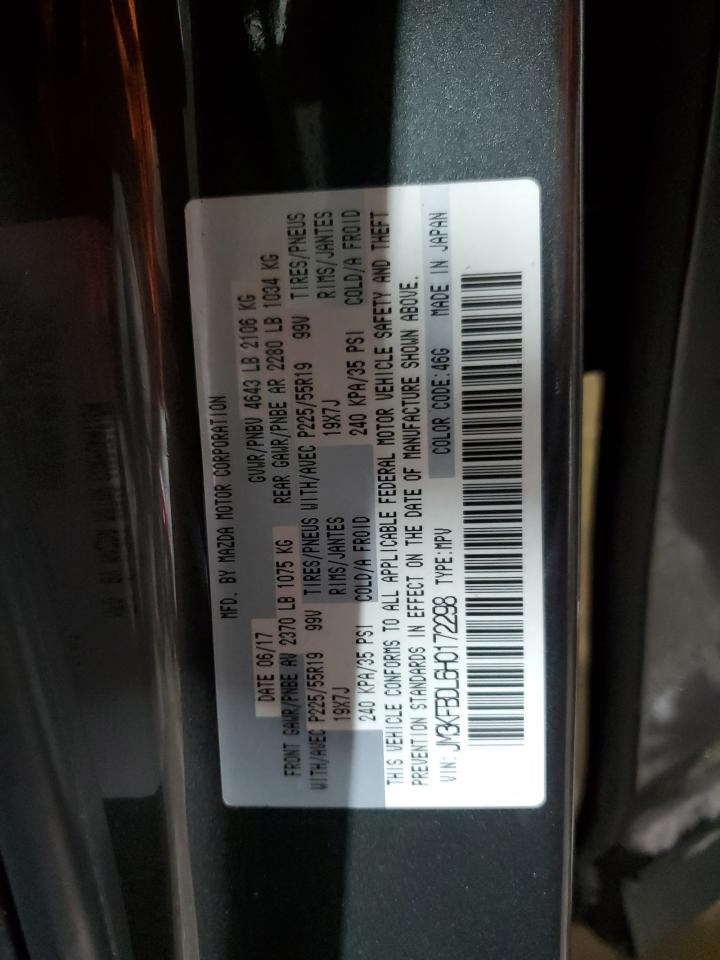 MFD. BY MAZDA MOTOR CORPORATION
DATE 06/17 GVWR/PNBV 4643 LB 2106 KG
FRONT GAWR/PNBE AV 2370 LB 1075 KG REAR GAWR/PNBE AR 2280 LB 1034 KG
WITH/AVEC P225/55R19 99V TIRES/PNEUS WITH/AVEC P225/55R19 99V TIRES/PNEUS
19X7J RIMS/JANTES 19X7J RIMS/JANTES
240 KPA/35 PSI COLD/A FROID 240 KPA/35 PSI COLD/A FROID
THIS VEHICLE CONFORMS TO ALL APPLICABLE FEDERAL MOTOR VEHICLE SAFETY AND THEFT
PREVENTION STANDARDS IN EFFECT ON THE DATE OF MANUFACTURE SHOWN ABOVE.
VIN: JM3KFBDL6H0172298 TYPE:MPV COLOR CODE:46G MADE IN JAPAN